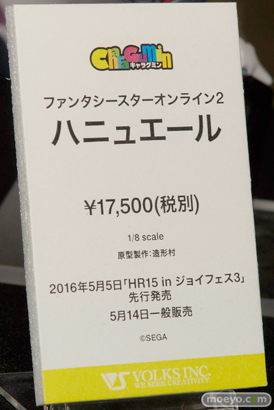 CHaraGumin
キャラグミン
ファンタシースターオンライン2
ハニュエール
¥17,500(税別)
1/8 scale
原型製作:造形村
2016年5月5日「HR15 in ジョイフェス3」
先行発売
5月14日一般販売
©SEGA
VOLKS INC.
WE SEEK CREATIVITY
moeyo.com